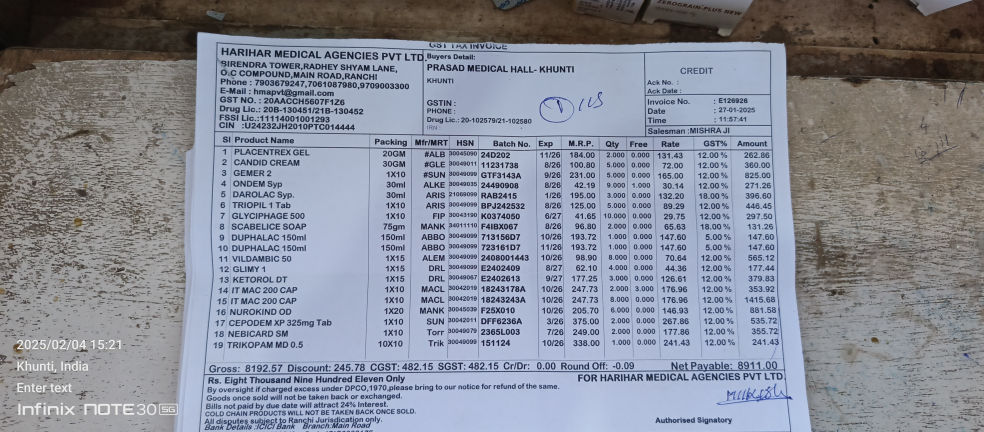 ZEROGRAIN-PLUS NEW
GST TAX INVOICE
HARIHAR MEDICAL AGENCIES PVT LTD
BIRENDRA TOWER,RADHEY SHYAM LANE,
O.C COMPOUND,MAIN ROAD,RANCHI
Phone : 7903679247,7061087980,9709003300
E-Mail : hmapvt@gmail.com
GST NO. : 20AACCH5607F1Z6
Drug Lic.: 20B-130451/21B-130452
FSSI Lic.:11114001001293
CIN :U24232JH2010PTC014444
Buyers Detail:
PRASAD MEDICAL HALL- KHUNTI
KHUNTI
GSTIN :
PHONE :
Drug Lic.: 20-102579/21-102580
IRN :
CREDIT
Ack No. :
Ack Date :
Invoice No. : E126926
Date : 27-01-2025
Time : 11:57:41
Salesman :MISHRA JI
Sl Product Name Packing Mfr/MRT HSN Batch No. Exp M.R.P. Qty Free Rate GST% Amount
1 PLACENTREX GEL 20GM #ALB 30045090 24D202 11/26 184.00 2.000 0.000 131.43 12.00 % 262.86
2 CANDID CREAM 30GM #GLE 30049011 11231738 8/26 100.80 5.000 0.000 72.00 12.00 % 360.00
3 GEMER 2 1X10 #SUN 30049099 GTF3143A 9/26 231.00 5.000 0.000 165.00 12.00 % 825.00
4 ONDEM Syp 30ml ALKE 30049035 24490908 8/26 42.19 9.000 1.000 30.14 12.00 % 271.26
5 DAROLAC Syp. 30ml ARIS 21069099 RAB2415 1/26 195.00 3.000 0.000 132.20 18.00 % 396.60
6 TRIOPIL 1 Tab 1X10 ARIS 30049099 BPJ242532 8/26 125.00 5.000 0.000 89.29 12.00 % 446.45
7 GLYCIPHAGE 500 1X10 FIP 30043190 K0374050 6/27 41.65 10.000 0.000 29.75 12.00 % 297.50
8 SCABELICE SOAP 75gm MANK 34011110 F4IBX067 8/26 96.80 2.000 0.000 65.63 18.00 % 131.26
9 DUPHALAC 150ml 150ml ABBO 30049099 713156D7 10/26 193.72 1.000 0.000 147.60 5.00 % 147.60
10 DUPHALAC 150ml 150ml ABBO 30049099 723161D7 11/26 193.72 1.000 0.000 147.60 5.00 % 147.60
11 VILDAMBIC 50 1X15 ALEM 30049099 2408001443 10/26 98.90 8.000 0.000 70.64 12.00 % 565.12
12 GLIMY 1 1X15 DRL 30049099 E2402409 8/27 62.10 4.000 0.000 44.36 12.00 % 177.44
13 KETOROL DT 1X15 DRL 30049067 E2402613 9/27 177.25 3.000 0.000 126.61 12.00 % 379.83
14 IT MAC 200 CAP 1X10 MACL 30042019 18243178A 10/26 247.73 2.000 3.000 176.96 12.00 % 353.92
15 IT MAC 200 CAP 1X10 MACL 30042019 18243243A 10/26 247.73 8.000 0.000 176.96 12.00 % 1415.68
16 NUROKIND OD 1X20 MANK 30045039 F25X010 10/26 205.70 6.000 0.000 146.93 12.00 % 881.58
17 CEPODEM XP 325mg Tab 1X10 SUN 30042011 DFF6236A 3/26 375.00 2.000 0.000 267.86 12.00 % 535.72
18 NEBICARD SM 1X10 Torr 30049079 2365L003 7/26 249.00 2.000 0.000 177.86 12.00 % 355.72
19 TRIKOPAM MD 0.5 10X10 Trik 30049099 151124 10/26 338.00 1.000 0.000 241.43 12.00 % 241.43
Gross: 8192.57 Discount: 245.78 CGST: 482.15 SGST: 482.15 Cr/Dr: 0.00 Round Off: -0.09 Net Payable: 8911.00
Rs. Eight Thousand Nine Hundred Eleven Only
By oversight if charged excess under DPCO,1970,please bring to our notice for refund of the same.
Goods once sold will not be taken back or exchanged.
Bills not paid by due date will attract 24% Interest.
COLD CHAIN PRODUCTS WILL NOT BE TAKEN BACK ONCE SOLD.
All disputes subject to Ranchi Jurisdication only.
Bank Details :ICICI Bank Branch:Main Road
FOR HARIHAR MEDICAL AGENCIES PVT LTD
Authorised Signatory
2025/02/04 15:21
Khunti, India
Enter text
Infinix NOTE30 5G